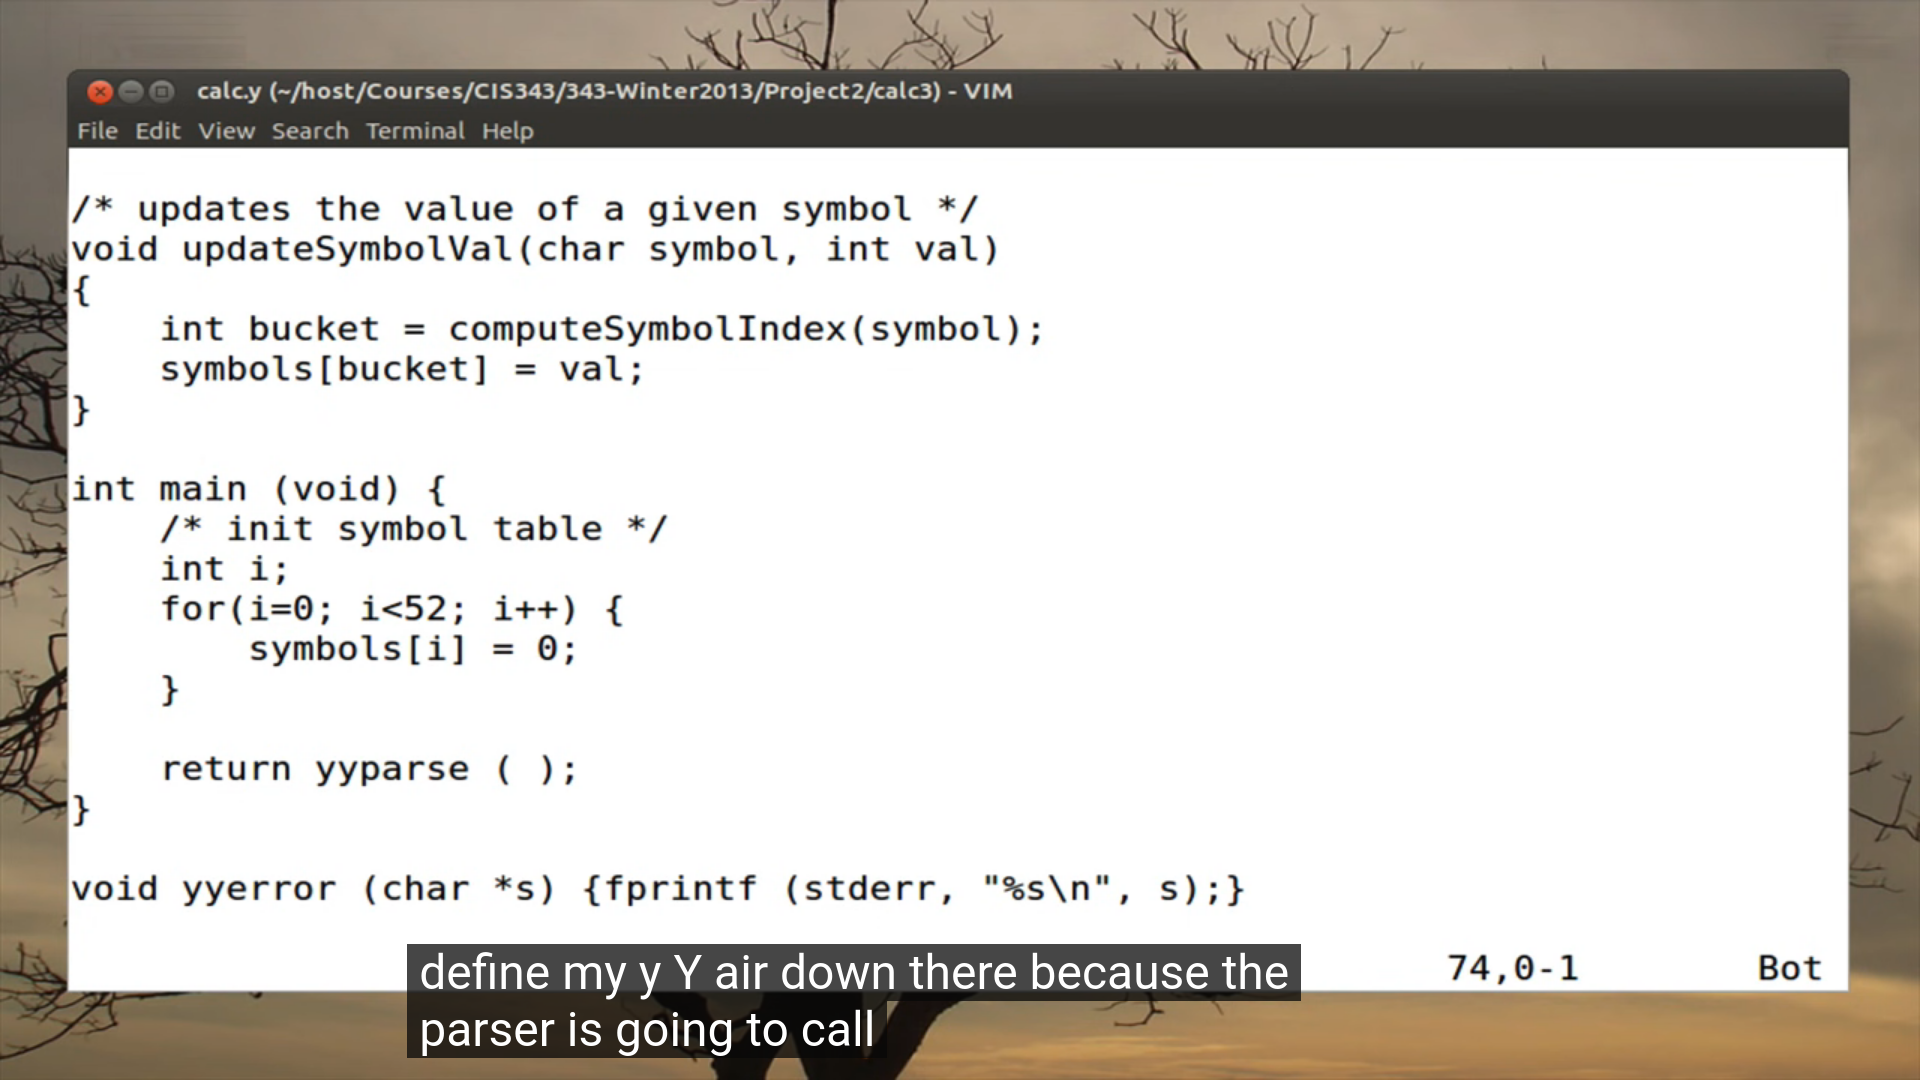 calc.y (~/host/Courses/CIS343/343-Winter2013/Project2/calc3) - VIM
File Edit View Search Terminal Help
/* updates the value of a given symbol */
void updateSymbolVal(char symbol, int val)
{
    int bucket = computeSymbolIndex(symbol);
    symbols[bucket] = val;
}
int main (void) {
    /* init symbol table */
    int i;
    for(i=0; i<52; i++) {
        symbols[i] = 0;
    }
    return yyparse ( );
}
void yyerror (char *s) {fprintf (stderr, "%s\n", s);}
74,0-1 Bot
define my y Y air down there because the
parser is going to call